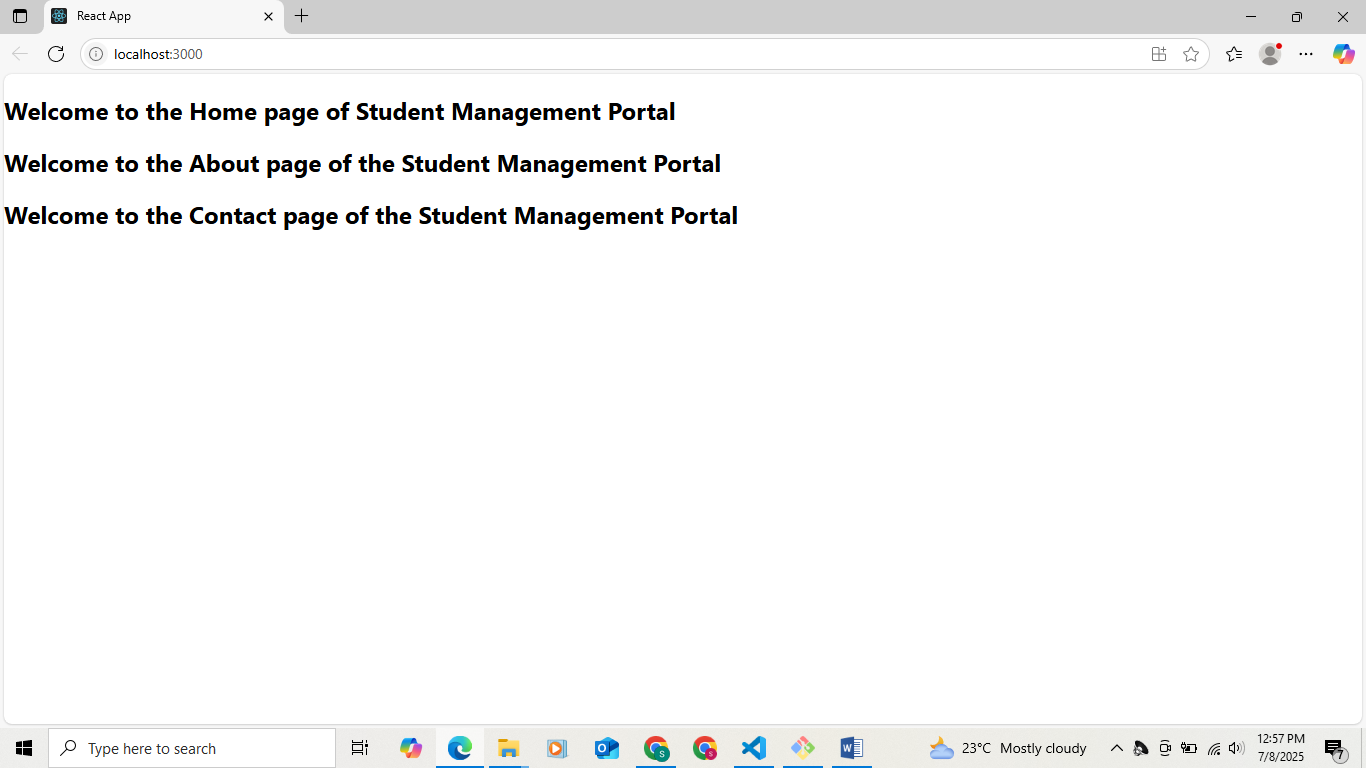 React App
localhost:3000
Welcome to the Home page of Student Management Portal
Welcome to the About page of the Student Management Portal
Welcome to the Contact page of the Student Management Portal
Type here to search
S
S
23°C Mostly cloudy
12:57 PM
7/8/2025
7